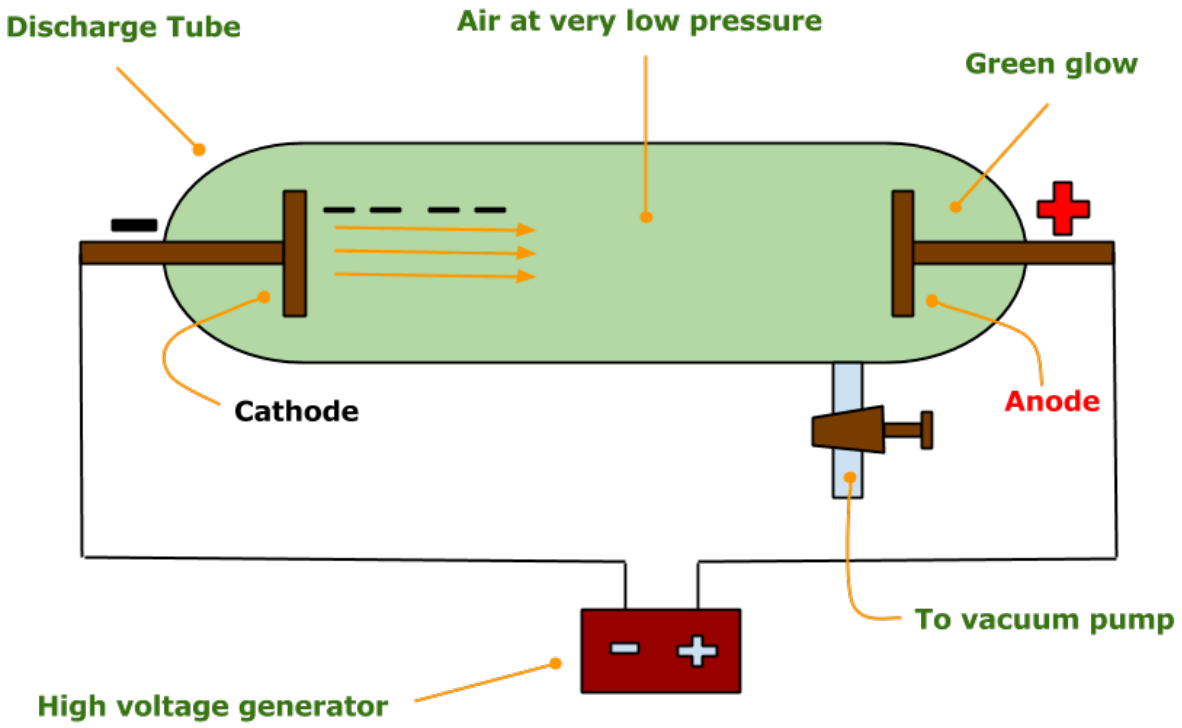 Discharge Tube
Air at very low pressure
Green glow
Cathode
Anode
To vacuum pump
High voltage generator